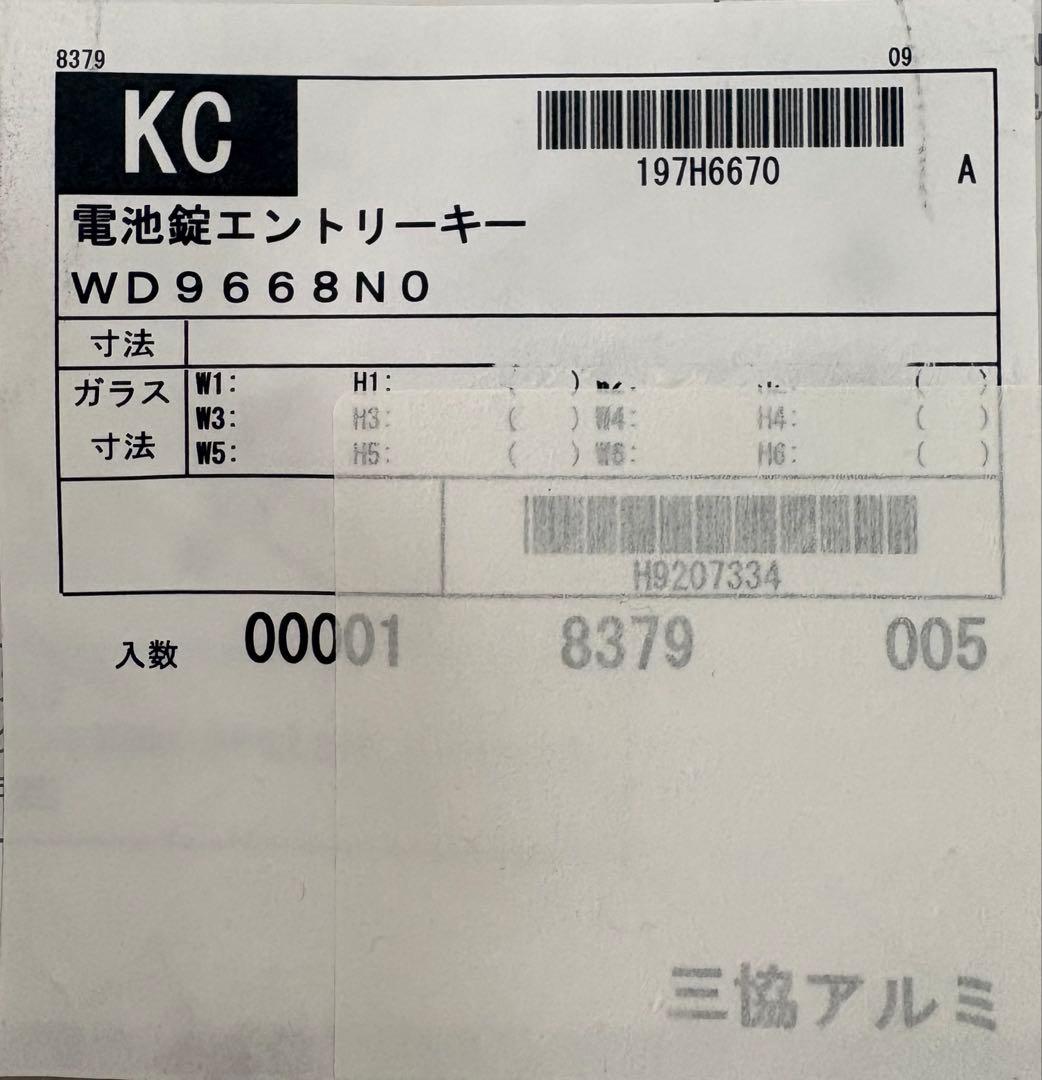 8379 09
KC
197H6670 A
電池錠エントリーキー
WD9668N0
寸法
ガラス寸法
W1: H1: ( ) ( )
W3: H3: ( ) W4: H4: ( )
W5: H5: ( ) W6: H6: ( )
H9207334
入数 00001 8379 005
三協アルミ